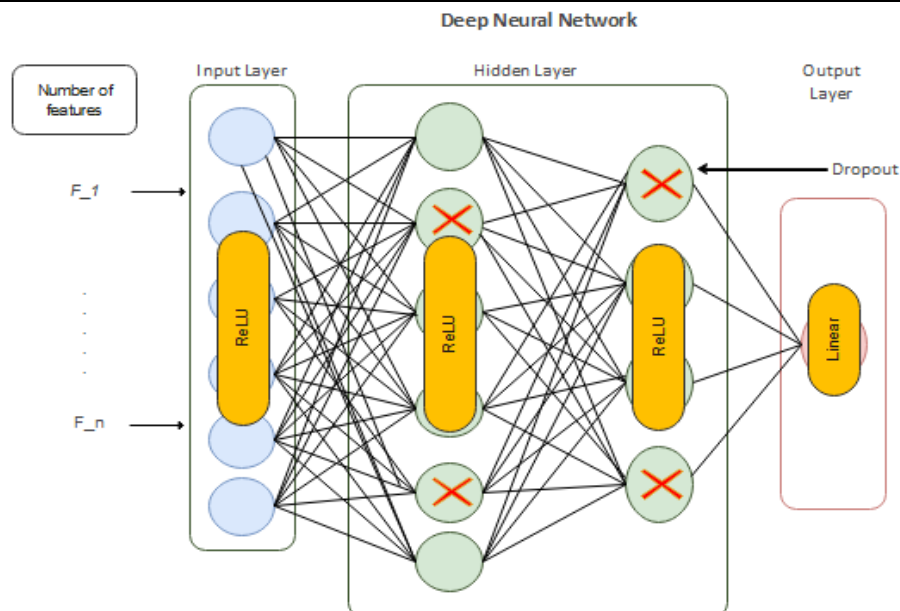 Deep Neural Network
Input Layer
Hidden Layer
Output
Layer
Number of
features
F_1
Dropout
ReLU
ReLU
ReLU
Linear
F_n